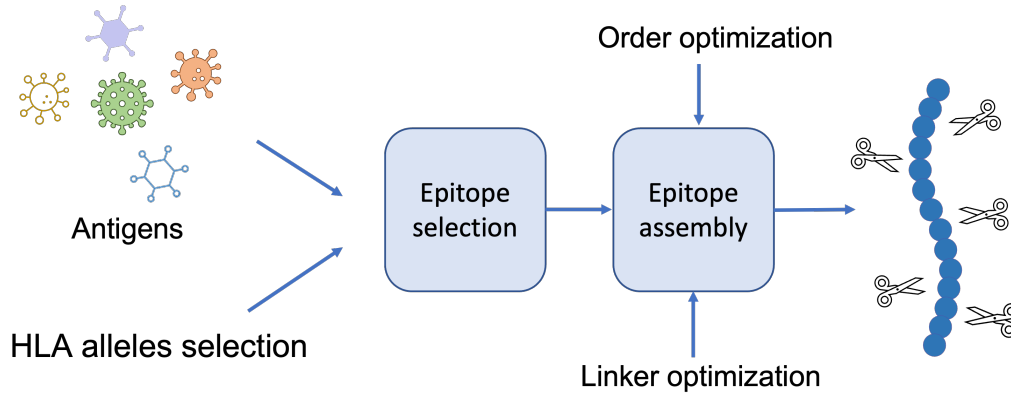 Order optimization
Antigens
Epitope
selection
Epitope
assembly
HLA alleles selection
Linker optimization